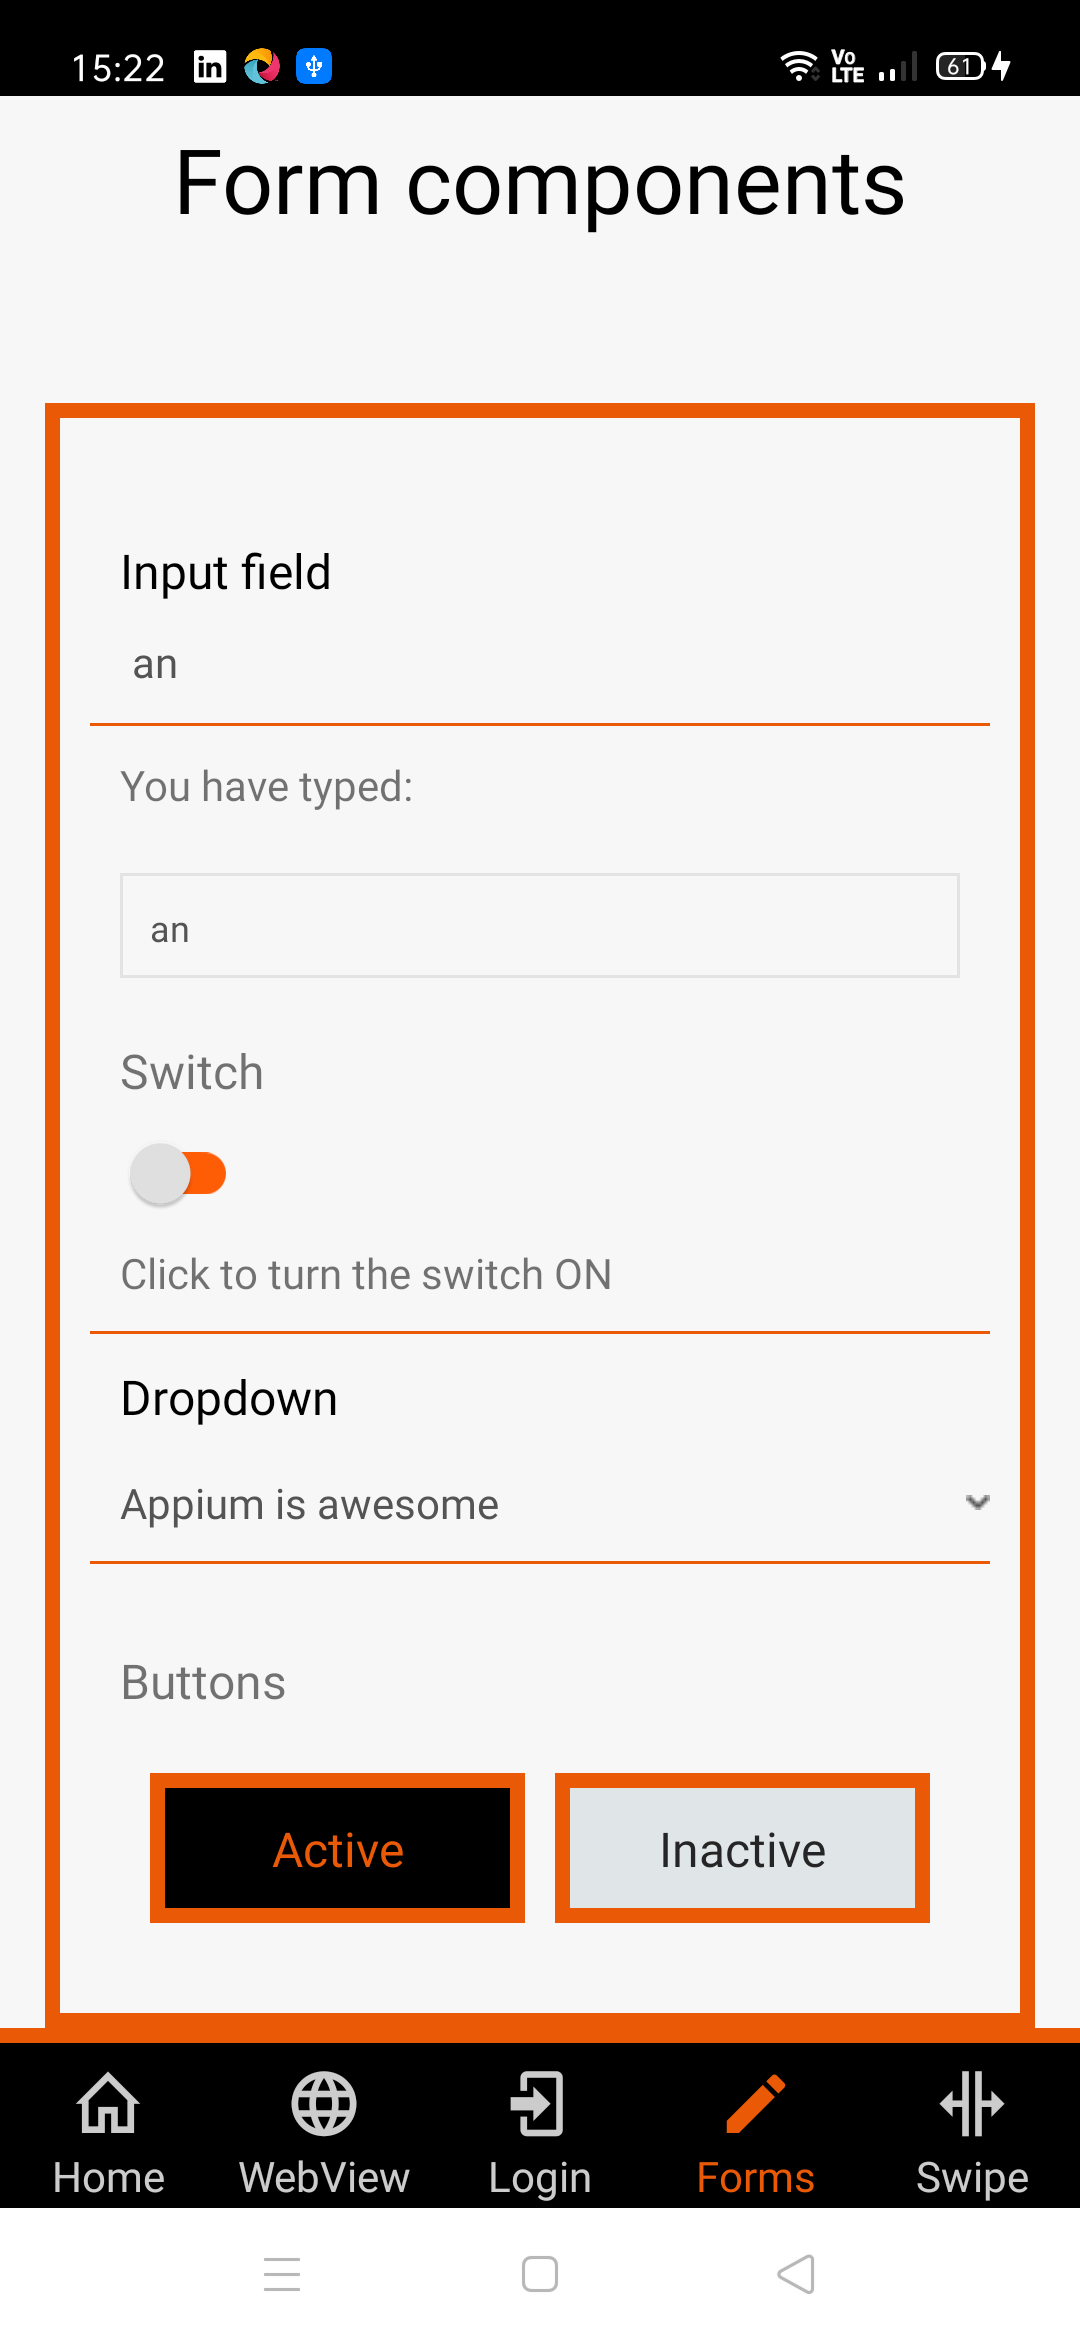 15:22 in Vo LTE 61
Form components
Input field
an
You have typed:
an
Switch
Click to turn the switch ON
Dropdown
Appium is awesome
Buttons
Active Inactive
Home WebView Login Forms Swipe